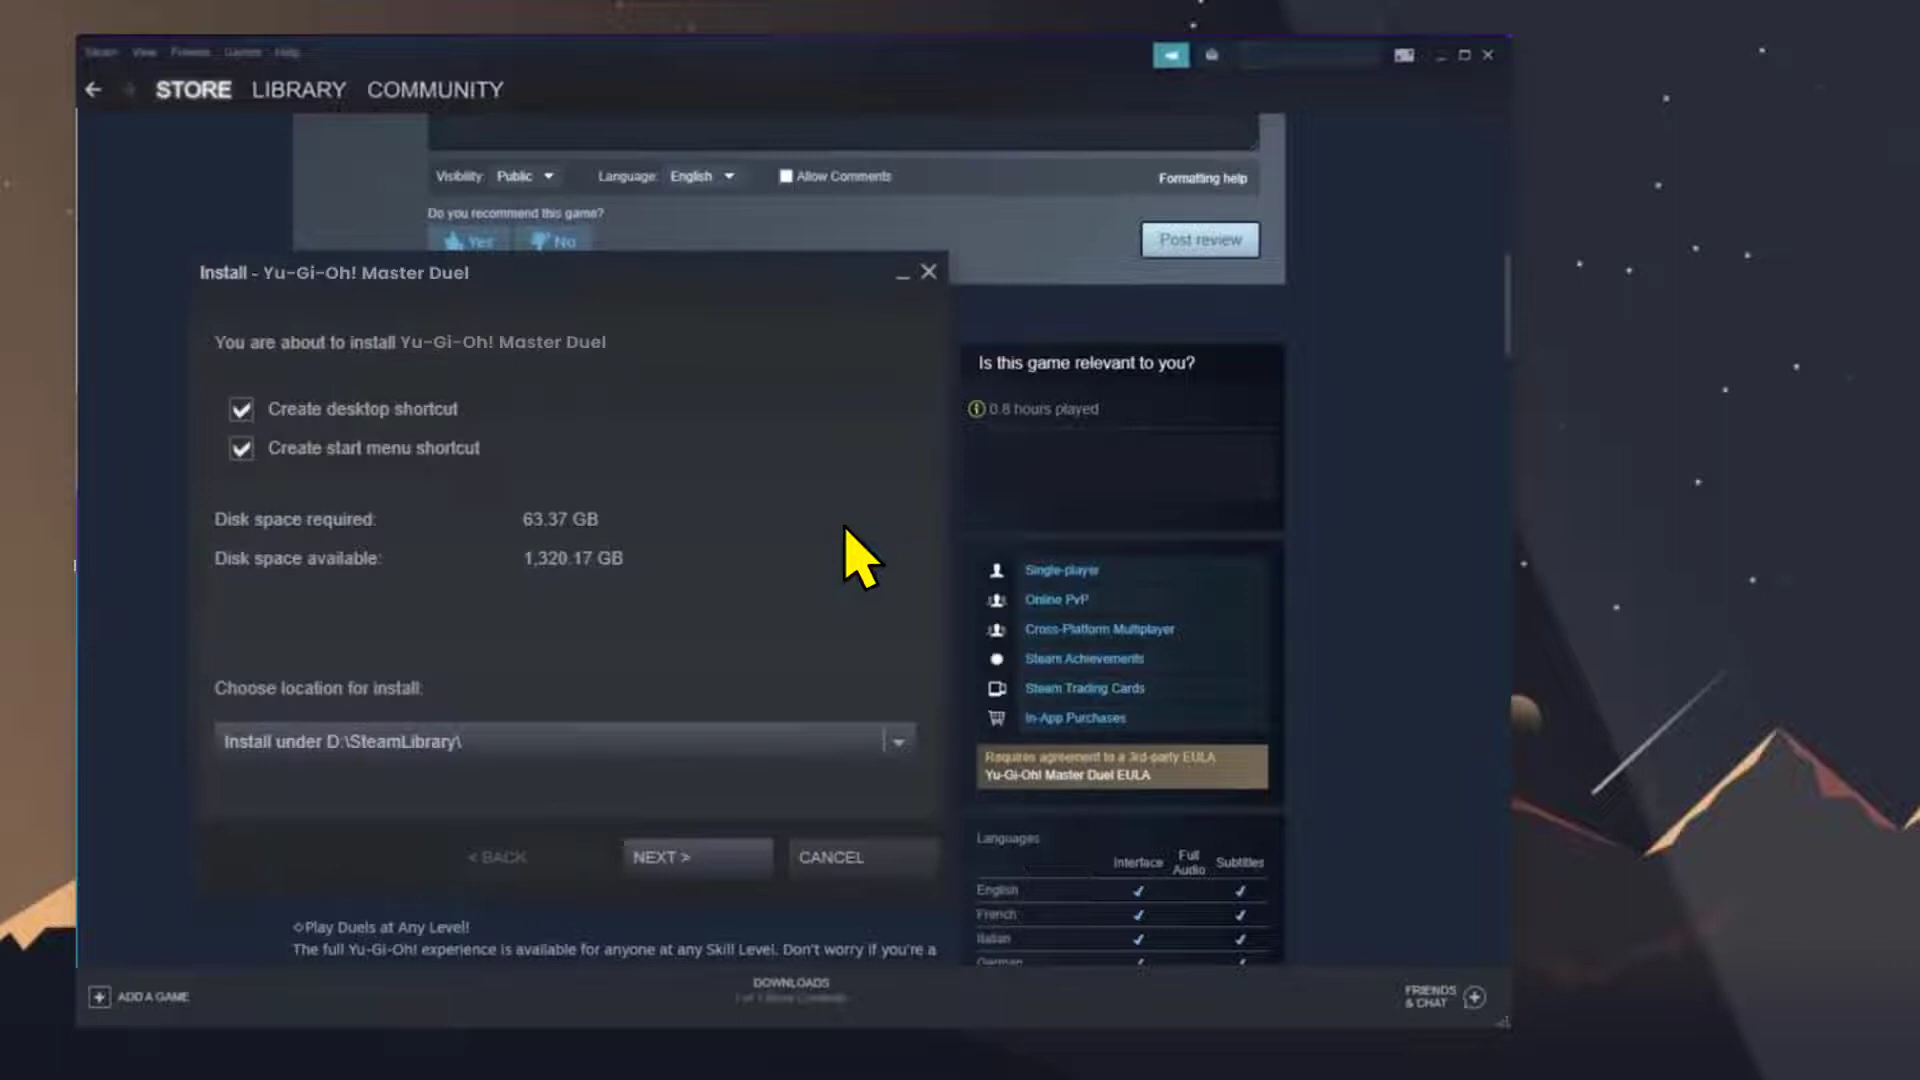 Steam View Friends Games Help
STORE LIBRARY COMMUNITY
Visibility: Public
Language: English
Allow Comments
Formatting help
Do you recommend this game?
Yes
No
Post review
Install - Yu-Gi-Oh! Master Duel
You are about to install Yu-Gi-Oh! Master Duel
Create desktop shortcut
Create start menu shortcut
Disk space required: 63.37 GB
Disk space available: 1,320.17 GB
Choose location for install:
Install under D:\SteamLibrary\
< BACK
NEXT >
CANCEL
Is this game relevant to you?
0.8 hours played
Single-player
Online PvP
Cross-Platform Multiplayer
Steam Achievements
Steam Trading Cards
In-App Purchases
Requires agreement to a 3rd-party EULA
Yu-Gi-Oh! Master Duel EULA
Languages
Interface Full Audio Subtitles
English
French
Italian
German
◇Play Duels at Any Level!
The full Yu-Gi-Oh! experience is available for anyone at any Skill Level. Don't worry if you're a
ADD A GAME
DOWNLOADS
FRIENDS
& CHAT